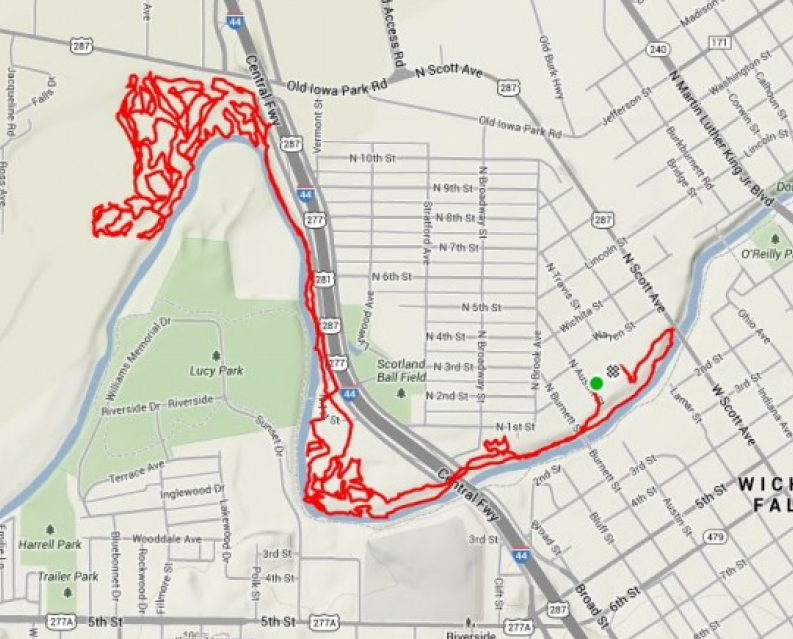 Ave
44
287
Central Fwy
Access Rd
Old Iowa Park Rd
N Scott Ave
287
Old Burk Hwy
240
171
Madison St
Washington St
Calhoun St
Corwin St
Lincoln St
Jefferson St
N Martin Luther King Jr Blvd
Burkburnett Rd
Bridge St
Jacqueline Rd
Falls Dr
Ross Ave
Vermont St
287
Old Iowa Park Rd
N 10th St
44
N 9th St
N Broadway St
277
N 8th St
Stratford Ave
287
N 7th St
Lincoln St
N Scott Ave
O'Reilly P
281
N 6th St
N Travis St
N 5th St
Wichita St
287
N 4th St
Warren St
Ohio Ave
Williams Memorial Dr
277
Scotland
Ball Field
N 3rd St
N Broadway St
N Brook Ave
2nd St
3rd St
Indiana Ave
Lucy Park
44
N 2nd St
N Burnett St
Lamar St
W Scott Ave
Riverside Dr
Riverside
N 1st St
Sunset Dr
Terrace Ave
Central Fwy
2nd St
Burnett St
3rd St
4th St
5th St
WICH
FAL
Inglewood Dr
Lakewood Dr
Bluff St
Austin St
Harrell Park
Wooddale Ave
3rd St
Broad St
479
Trailer Park
Bluebonnet Dr
Rockwood Dr
Fillmore St
3rd St
4th St
Polk St
44
7th St
Clift St
6th St
277A
5th St
5th St
277A
Riverside
277A
287
Broad St